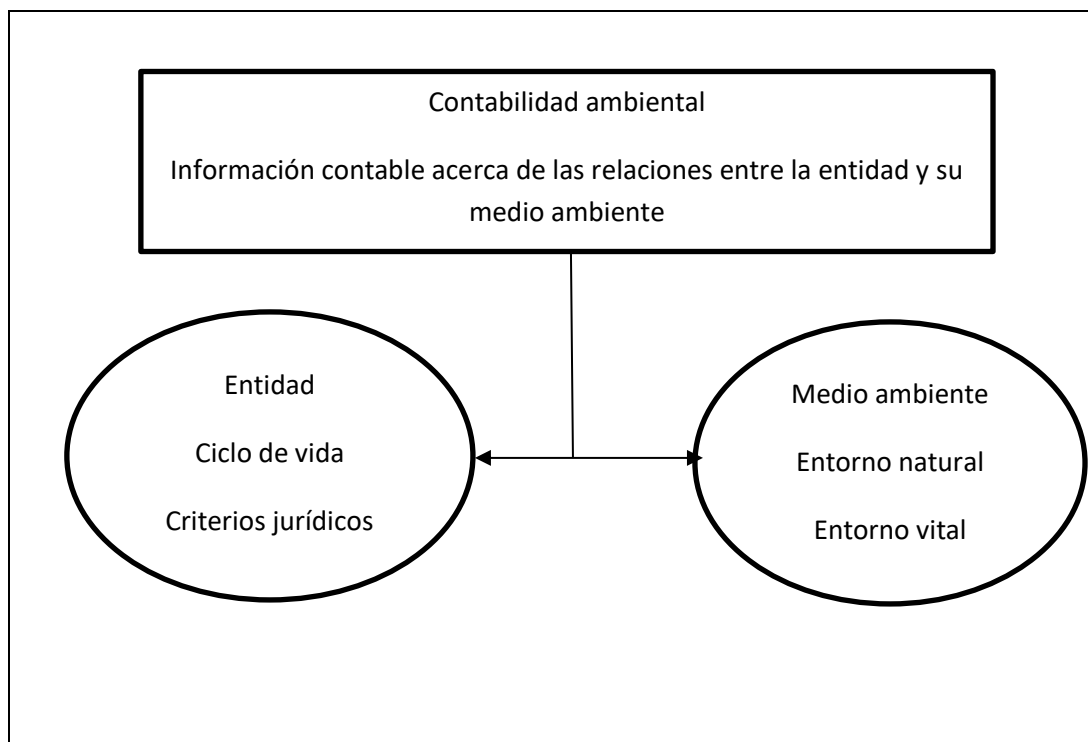 Contabilidad ambiental
Información contable acerca de las relaciones entre la entidad y su
medio ambiente
Entidad
Ciclo de vida
Criterios jurídicos
Medio ambiente
Entorno natural
Entorno vital